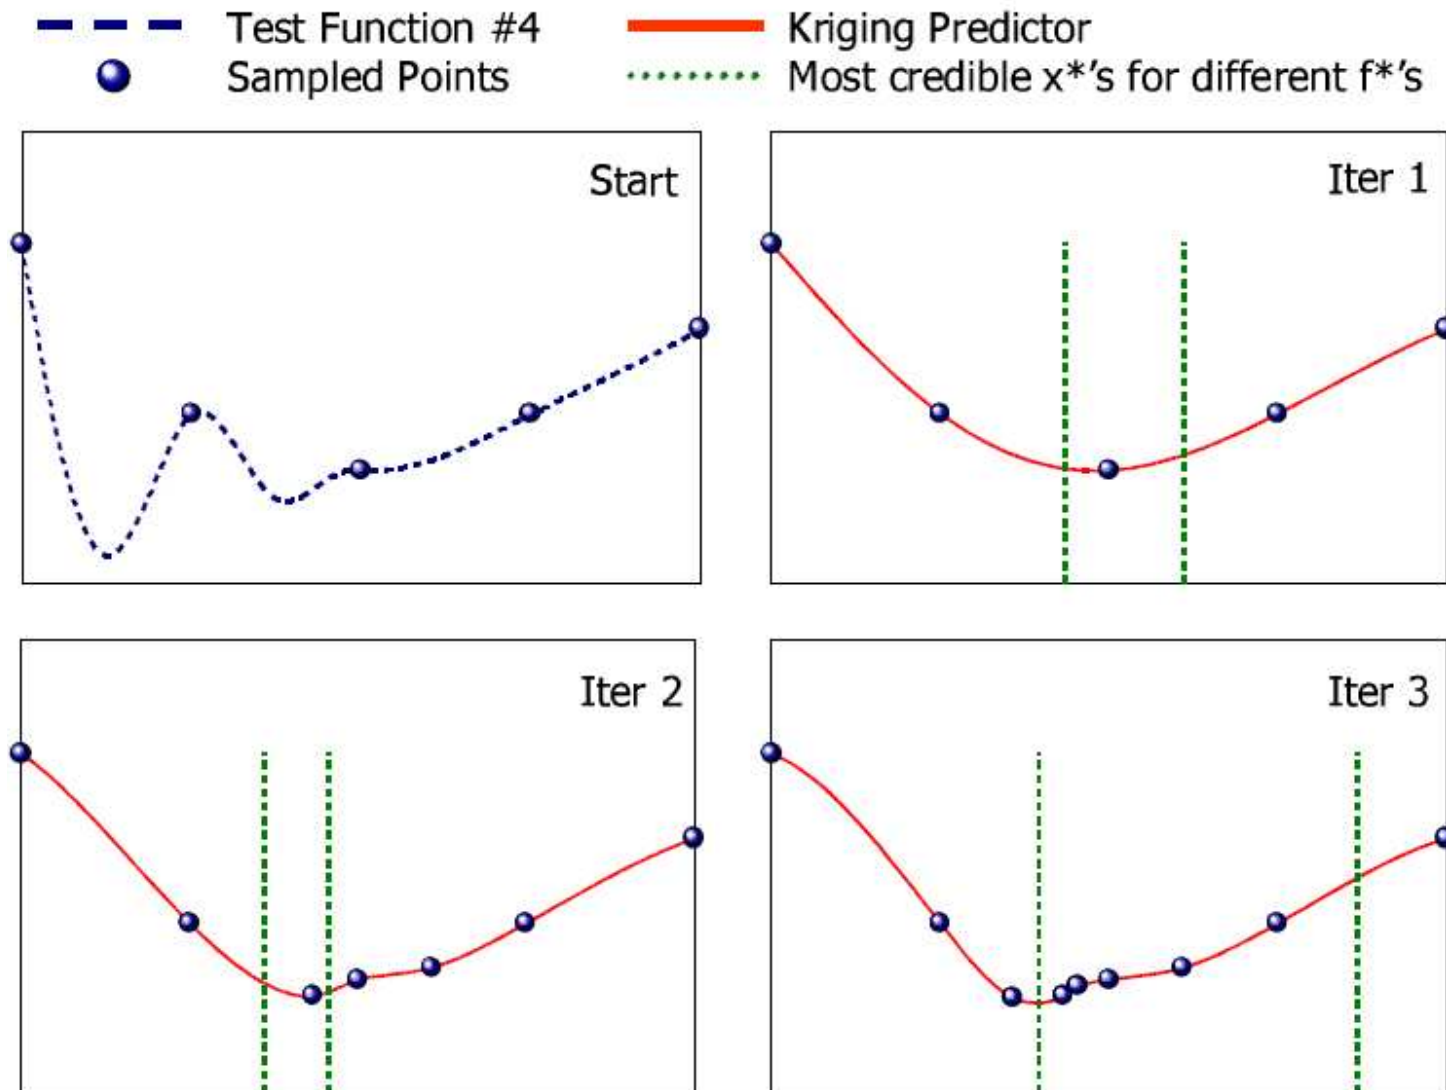 Test Function #4
Kriging Predictor
Sampled Points
Most credible x*'s for different f*'s
Start
Iter 1
Iter 2
Iter 3